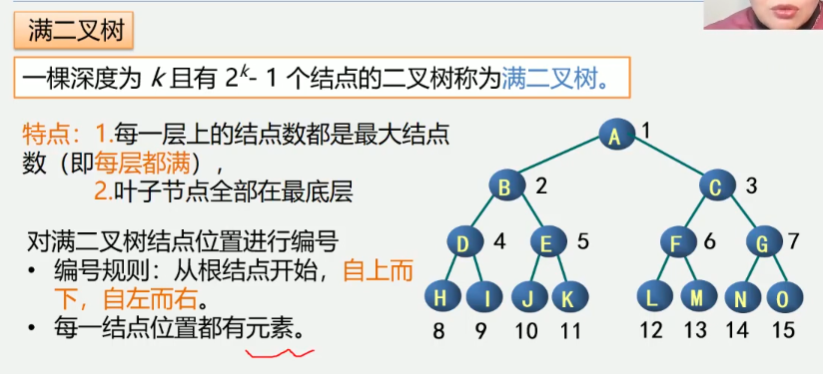 满二叉树
一棵深度为 k 且有 2ᵏ- 1 个结点的二叉树称为满二叉树。
特点：1.每一层上的结点数都是最大结点
数（即每层都满），
2.叶子节点全部在最底层
对满二叉树结点位置进行编号
• 编号规则：从根结点开始，自上而
下，自左而右。
• 每一结点位置都有元素。
A 1
B 2 C 3
D 4 E 5 F 6 G 7
H I J K L M N O
8 9 10 11 12 13 14 15